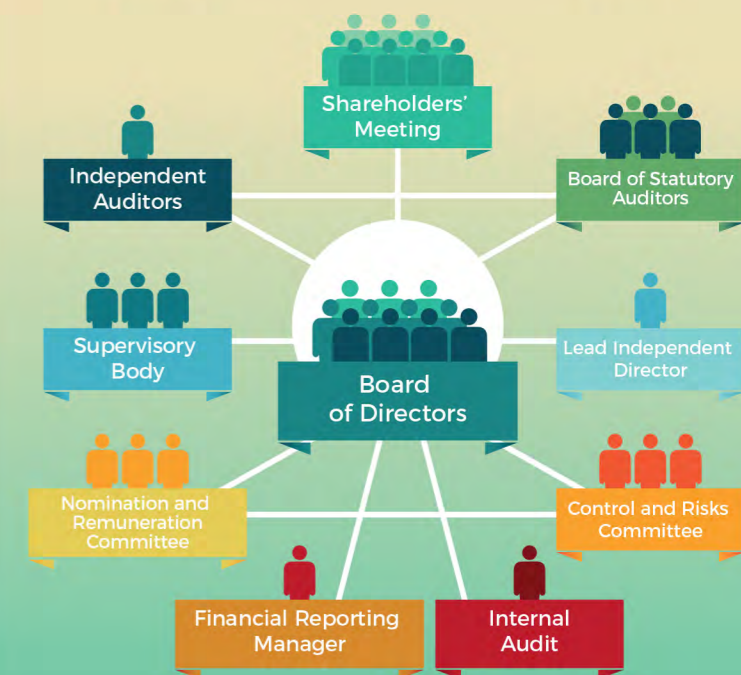 Shareholders'
Meeting
Independent
Auditors
Board of Statutory
Auditors
Supervisory
Body
Lead Independent
Director
Board
of Directors
Nomination and
Remuneration
Committee
Control and Risks
Committee
Financial Reporting
Manager
Internal
Audit